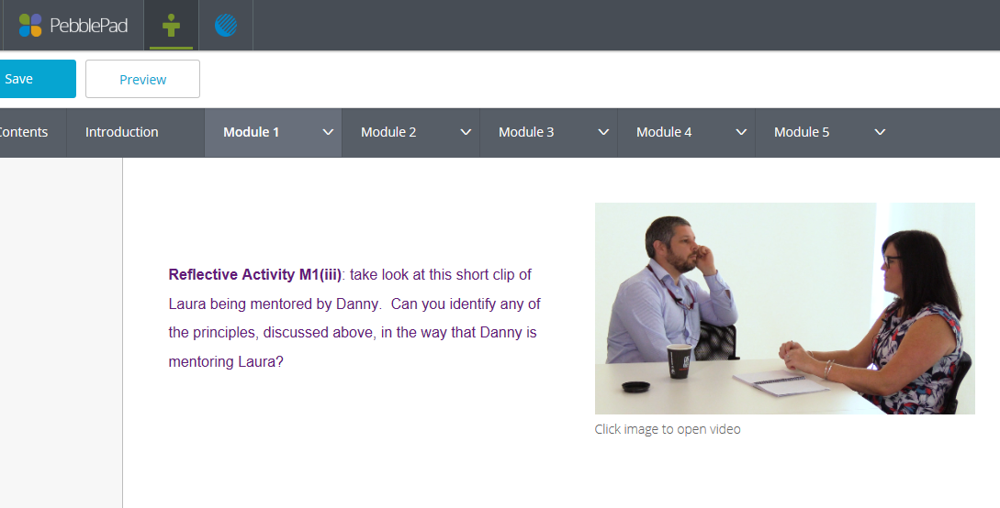 PebblePad
Save
Preview
Contents
Introduction
Module 1
Module 2
Module 3
Module 4
Module 5
Reflective Activity M1(iii): take look at this short clip of
Laura being mentored by Danny.  Can you identify any of
the principles, discussed above, in the way that Danny is
mentoring Laura?
Click image to open video